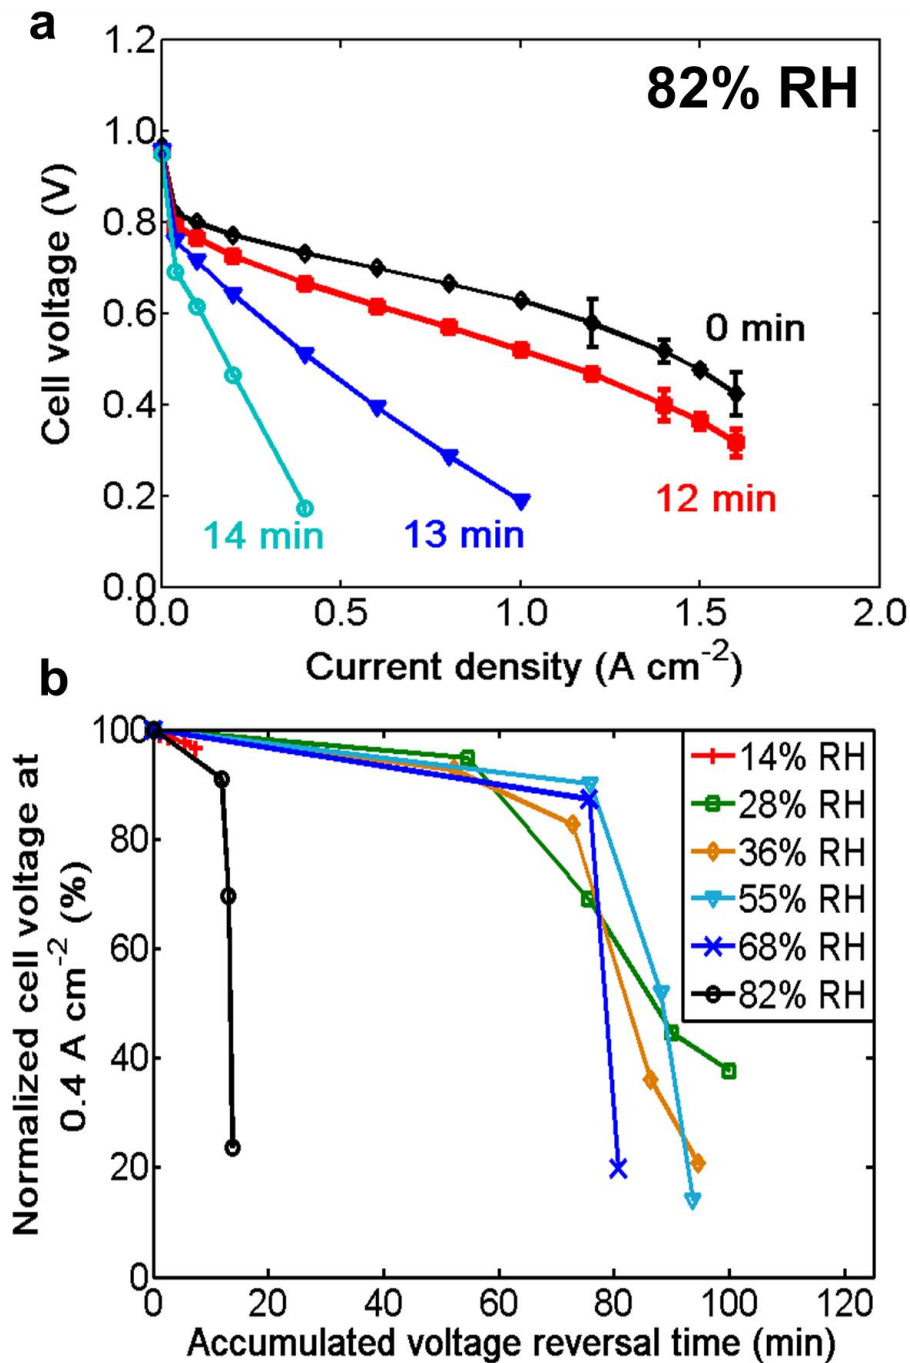 a
82% RH
1.2
1.0
0.8
0.6
0.4
0.2
0.0
Cell voltage (V)
0 min
12 min
13 min
14 min
0.0 0.5 1.0 1.5 2.0
Current density (A cm⁻²)
b
100
80
60
40
20
0
Normalized cell voltage at
0.4 A cm⁻² (%)
14% RH
28% RH
36% RH
55% RH
68% RH
82% RH
0 20 40 60 80 100 120
Accumulated voltage reversal time (min)